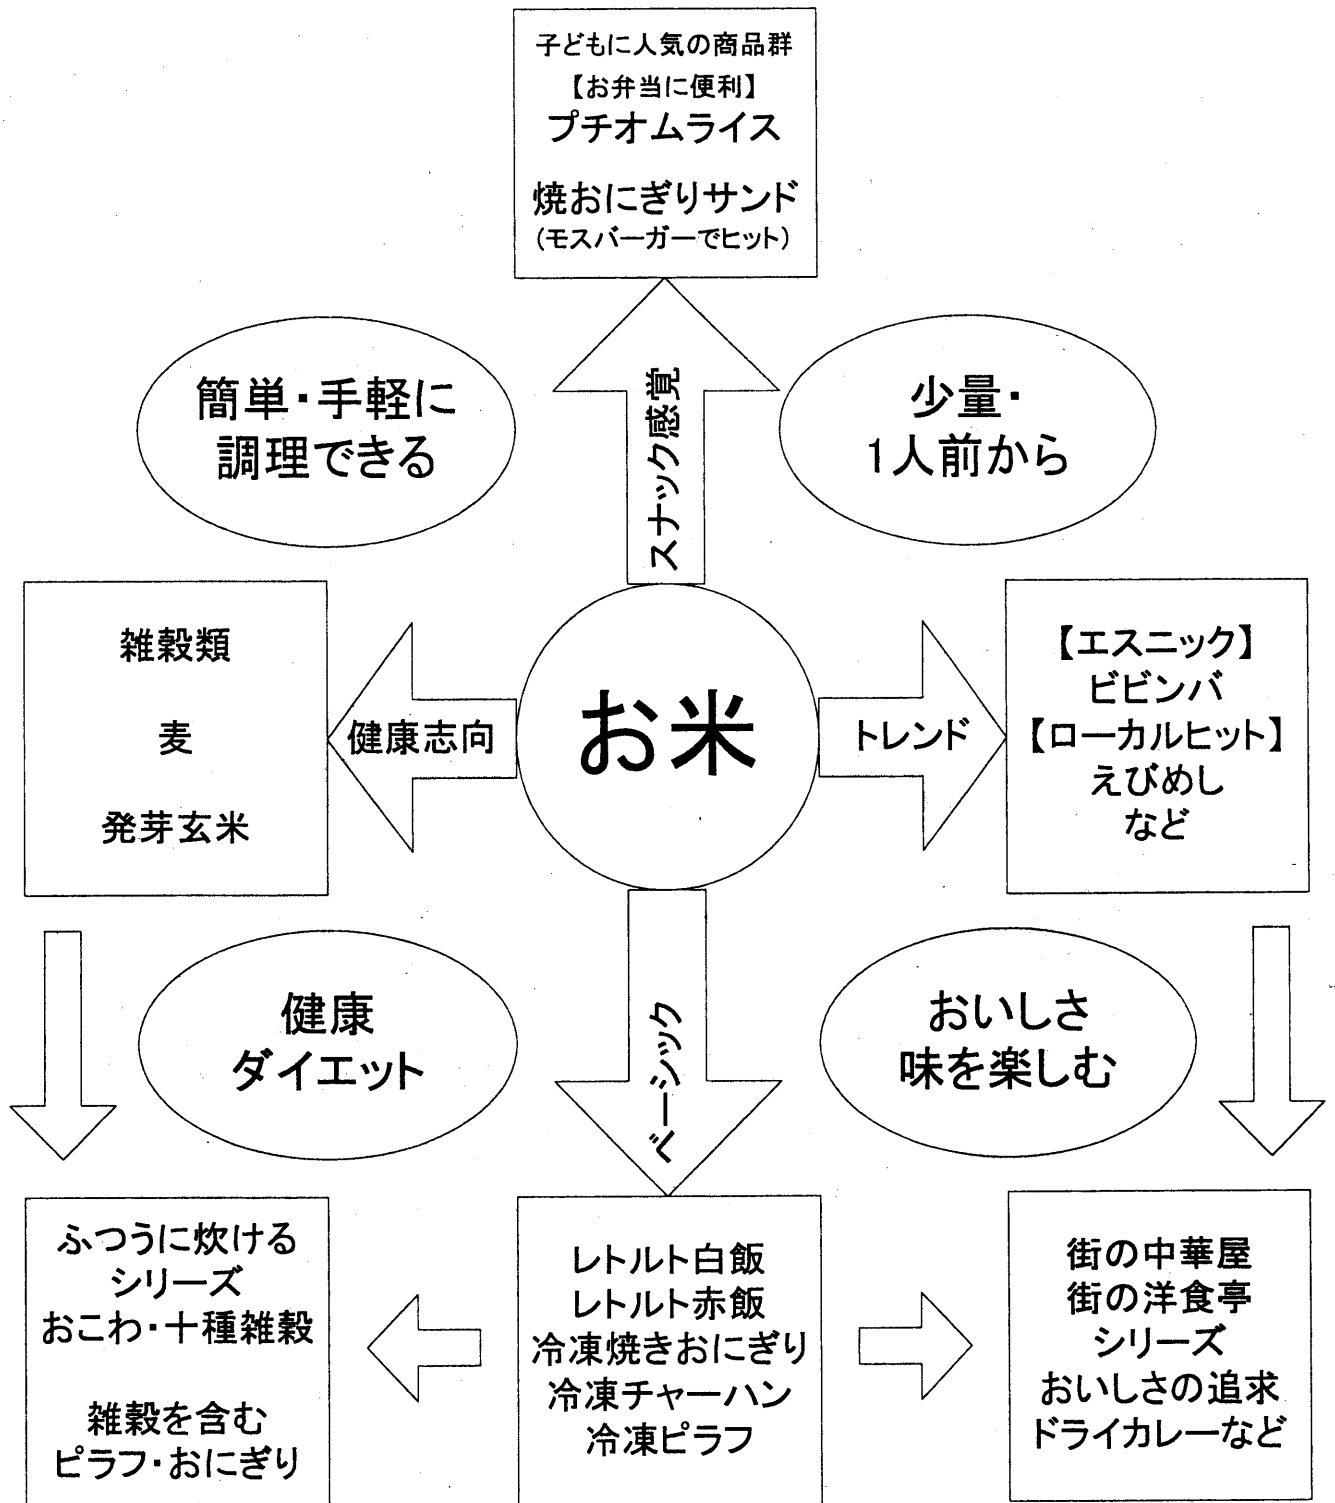 子どもに人気の商品群
【お弁当に便利】
プチオムライス
焼おにぎりサンド
(モスバーガーでヒット)
簡単・手軽に
調理できる
スナック感覚
少量・
1人前から
雑穀類
麦
発芽玄米
健康志向
お米
トレンド
【エスニック】
ビビンバ
【ローカルヒット】
えびめし
など
健康
ダイエット
ベーシック
おいしさ
味を楽しむ
ふつうに炊ける
シリーズ
おこわ・十種雑穀
雑穀を含む
ピラフ・おにぎり
レトルト白飯
レトルト赤飯
冷凍焼きおにぎり
冷凍チャーハン
冷凍ピラフ
街の中華屋
街の洋食亭
シリーズ
おいしさの追求
ドライカレーなど